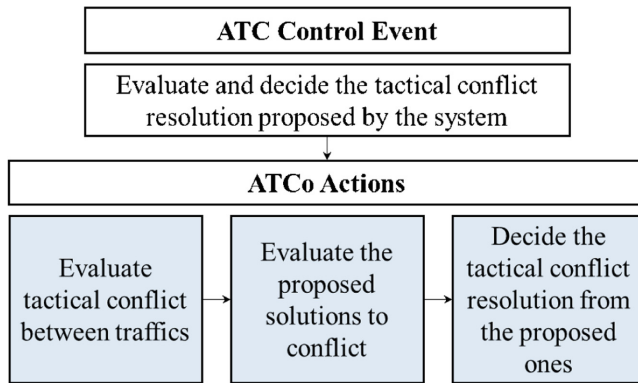 ATC Control Event
Evaluate and decide the tactical conflict
resolution proposed by the system
ATCo Actions
Evaluate
tactical conflict
between traffics
Evaluate the
proposed
solutions to
conflict
Decide the
tactical conflict
resolution from
the proposed
ones